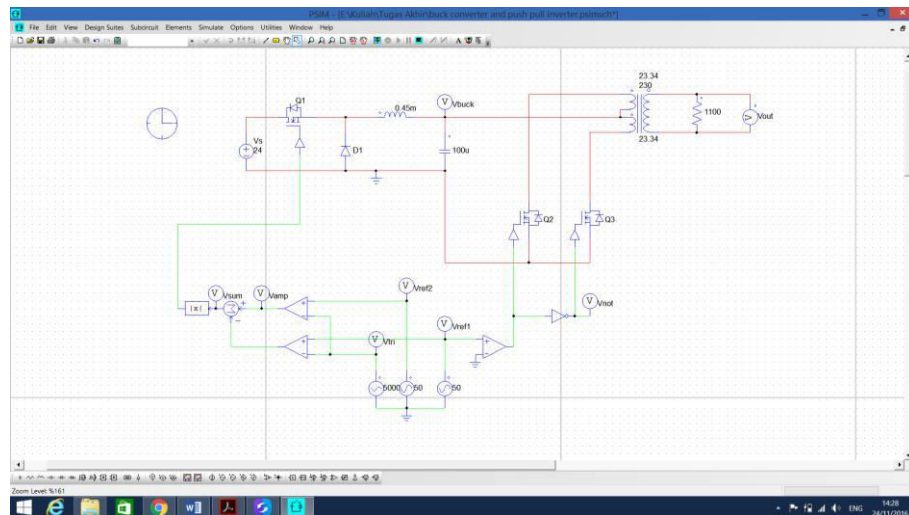 PSIM - [E:\Kuliah\Tugas Akhir\buck converter and push pull inverter.psimsch*]
File Edit View Design Suites Subcircuit Elements Simulate Options Utilities Window Help
23.34
230
Q1
0.45m
Vbuck
1100
Vout
Vs
24
D1
100u
23.34
Q2
Q3
Vsum
Vamp
Vref2
Vnot
|x|
Vtri
Vref1
5000
50
50
Zoom Level: %161
ENG
14:28
24/11/2016